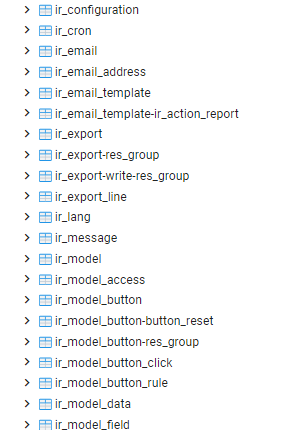 ir_configuration
ir_cron
ir_email
ir_email_address
ir_email_template
ir_email_template-ir_action_report
ir_export
ir_export-res_group
ir_export-write-res_group
ir_export_line
ir_lang
ir_message
ir_model
ir_model_access
ir_model_button
ir_model_button-button_reset
ir_model_button-res_group
ir_model_button_click
ir_model_button_rule
ir_model_data
ir_model_field